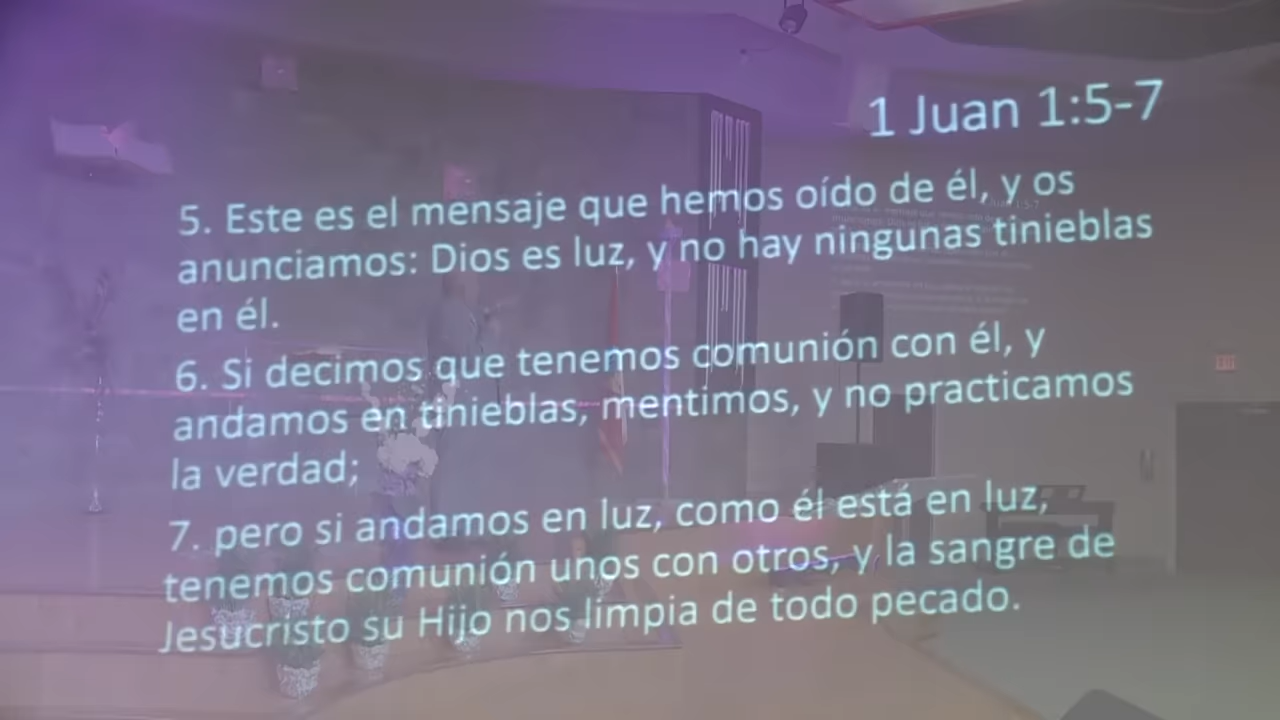 1 Juan 1:5-7
5. Este es el mensaje que hemos oído de él, y os
anunciamos: Dios es luz, y no hay ningunas tinieblas
en él.
6. Si decimos que tenemos comunión con él, y
andamos en tinieblas, mentimos, y no practicamos
la verdad;
7. pero si andamos en luz, como él está en luz,
tenemos comunión unos con otros, y la sangre de
Jesucristo su Hijo nos limpia de todo pecado.